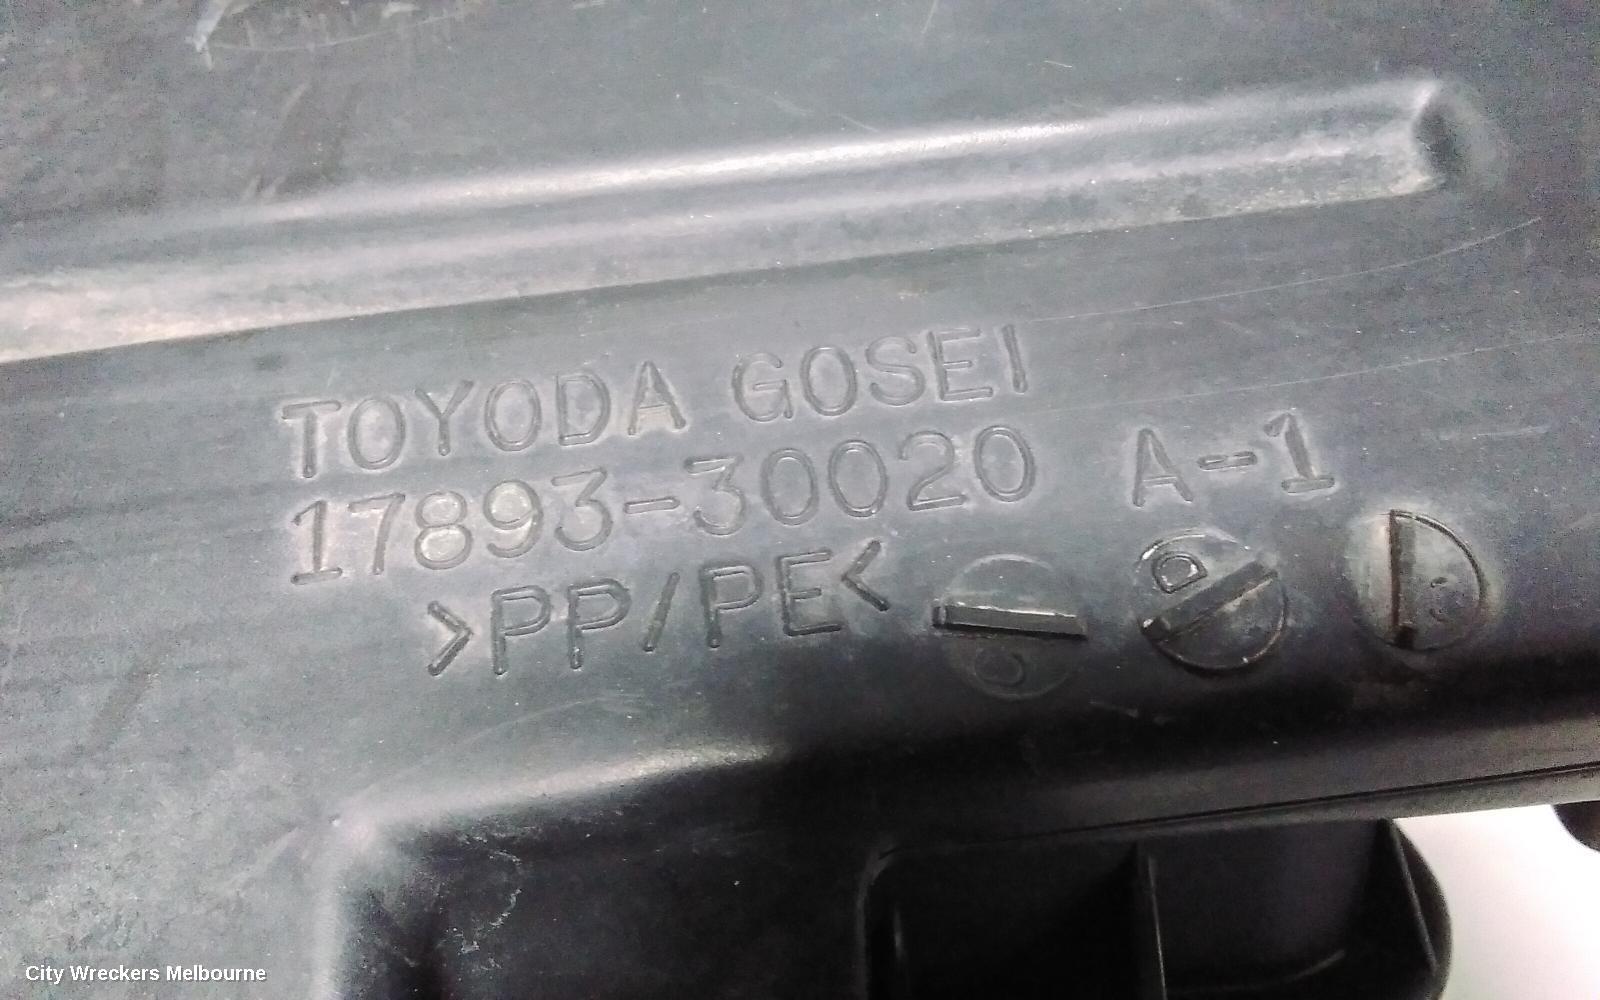 TOYODA GOSEI
17893-30020 A-1
>PP/PE<
C
D
City Wreckers Melbourne